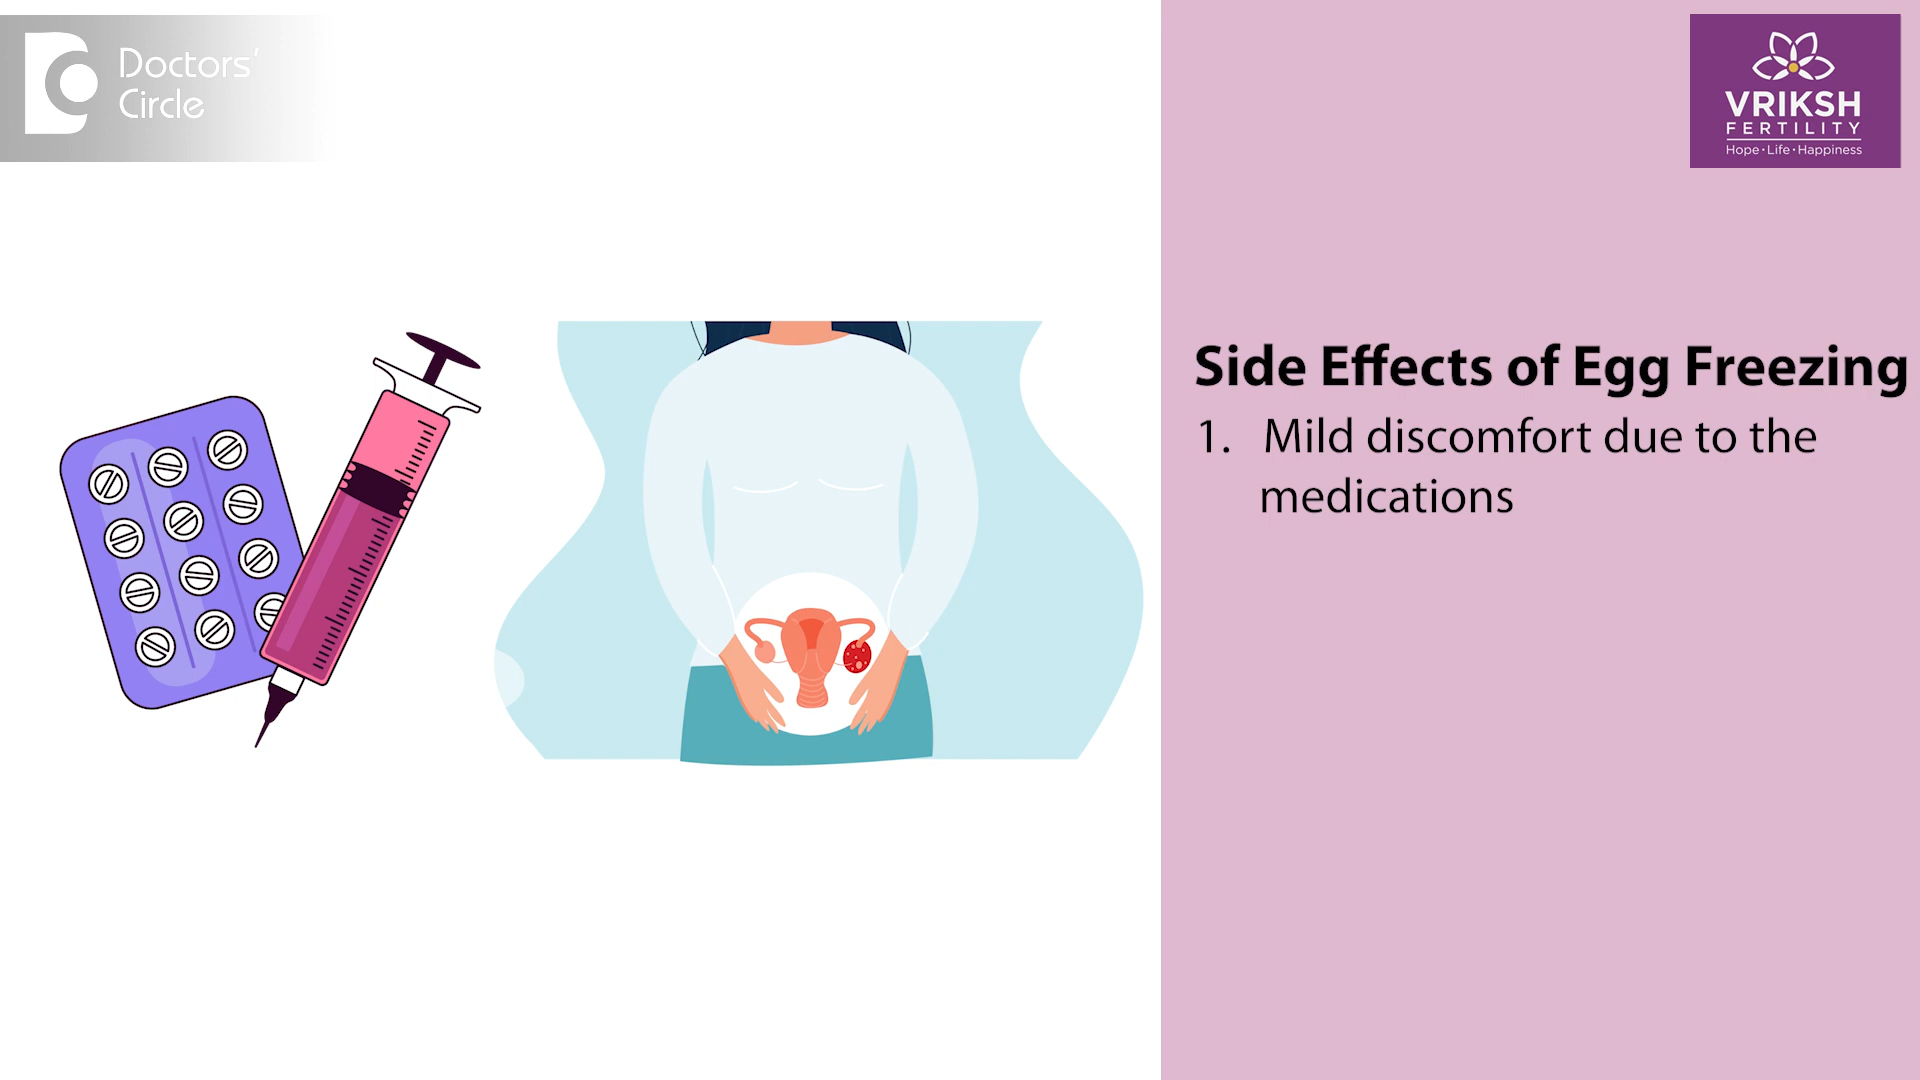 Doctors'
Circle
VRIKSH
FERTILITY
Hope • Life • Happiness
Side Effects of Egg Freezing
1. Mild discomfort due to the
medications